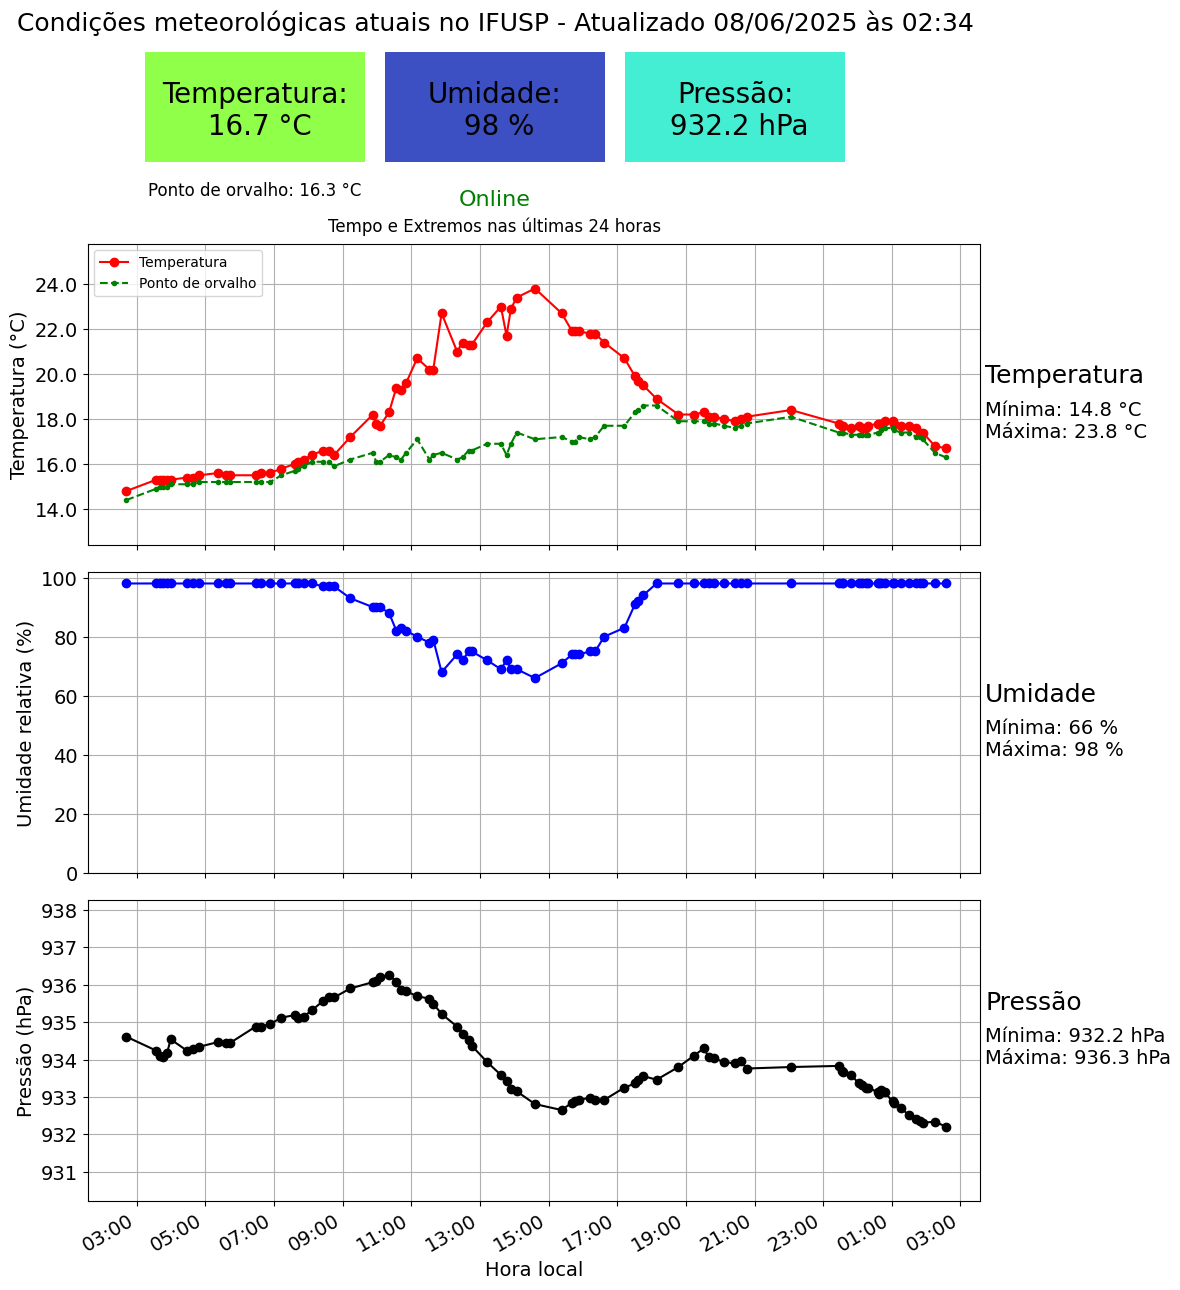 Condições meteorológicas atuais no IFUSP - Atualizado 08/06/2025 às 02:34
Temperatura:
16.7 °C
Umidade:
98 %
Pressão:
932.2 hPa
Ponto de orvalho: 16.3 °C
Online
Tempo e Extremos nas últimas 24 horas
Temperatura
Ponto de orvalho
Temperatura (°C)
24.0
22.0
20.0
18.0
16.0
14.0
Temperatura
Mínima: 14.8 °C
Máxima: 23.8 °C
Umidade relativa (%)
100
80
60
40
20
0
Umidade
Mínima: 66 %
Máxima: 98 %
Pressão (hPa)
938
937
936
935
934
933
932
931
Pressão
Mínima: 932.2 hPa
Máxima: 936.3 hPa
03:00 05:00 07:00 09:00 11:00 13:00 15:00 17:00 19:00 21:00 23:00 01:00 03:00
Hora local